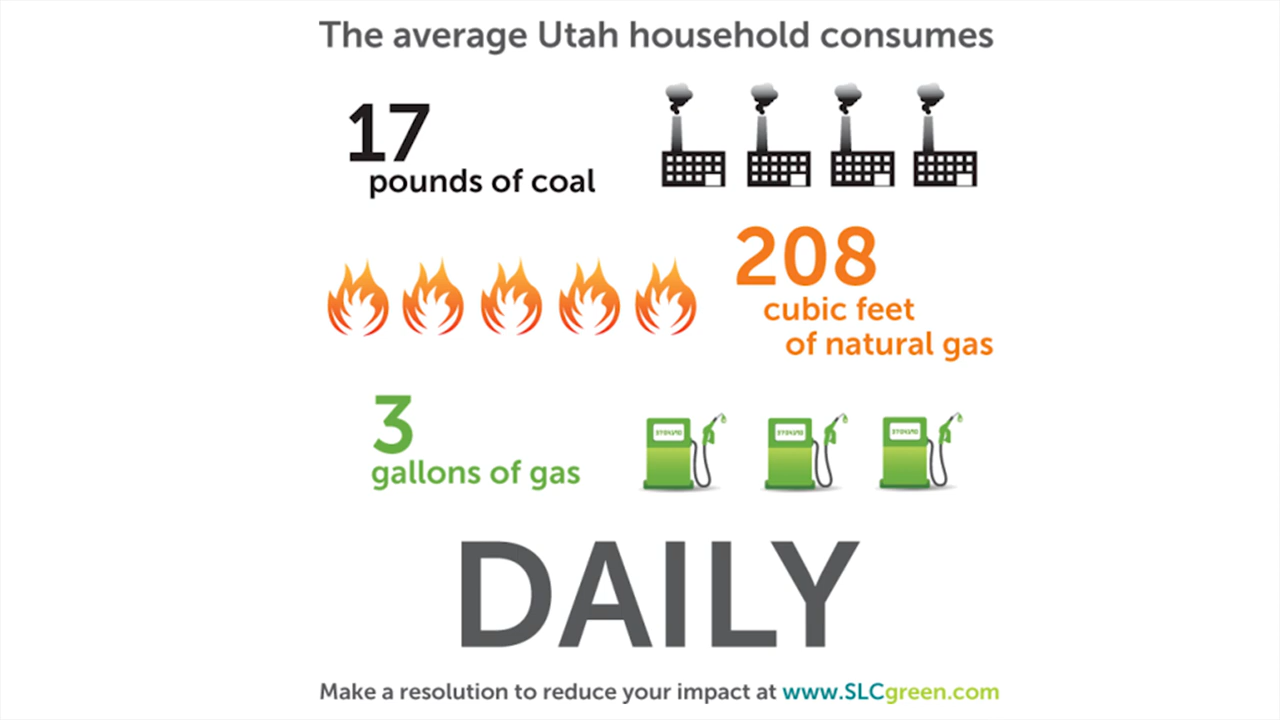 The average Utah household consumes
17
pounds of coal
208
cubic feet
of natural gas
3
gallons of gas
DAILY
Make a resolution to reduce your impact at www.SLCgreen.com